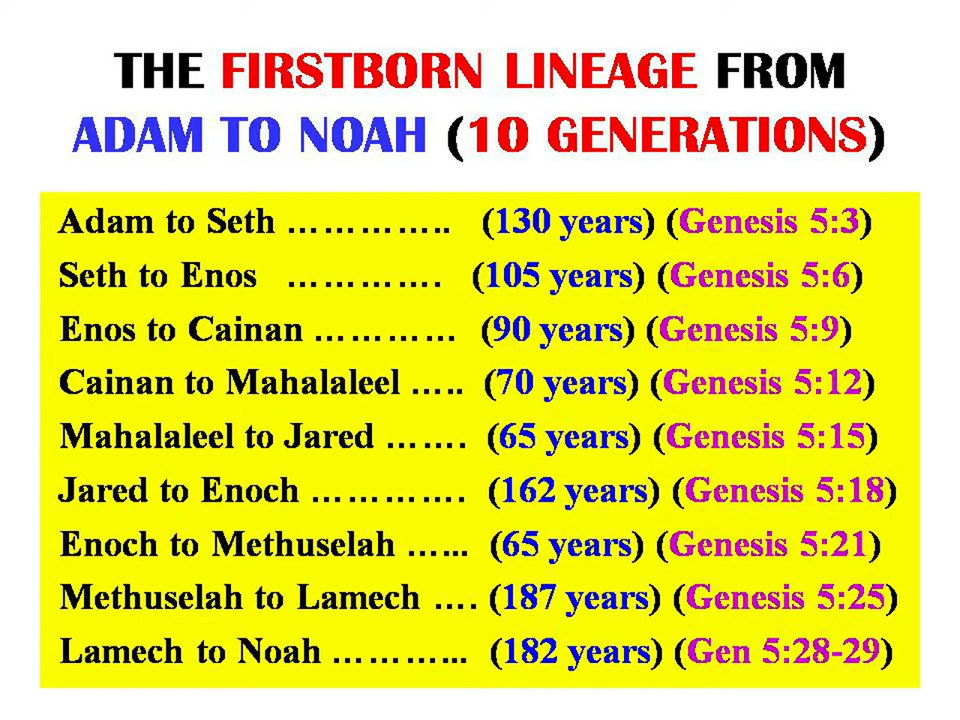 THE FIRSTBORN LINEAGE FROM
ADAM TO NOAH (10 GENERATIONS)
Adam to Seth ………….. (130 years) (Genesis 5:3)
Seth to Enos …………. (105 years) (Genesis 5:6)
Enos to Cainan ………… (90 years) (Genesis 5:9)
Cainan to Mahalaleel ….. (70 years) (Genesis 5:12)
Mahalaleel to Jared ……. (65 years) (Genesis 5:15)
Jared to Enoch …………. (162 years) (Genesis 5:18)
Enoch to Methuselah …... (65 years) (Genesis 5:21)
Methuselah to Lamech …. (187 years) (Genesis 5:25)
Lamech to Noah ………... (182 years) (Gen 5:28-29)